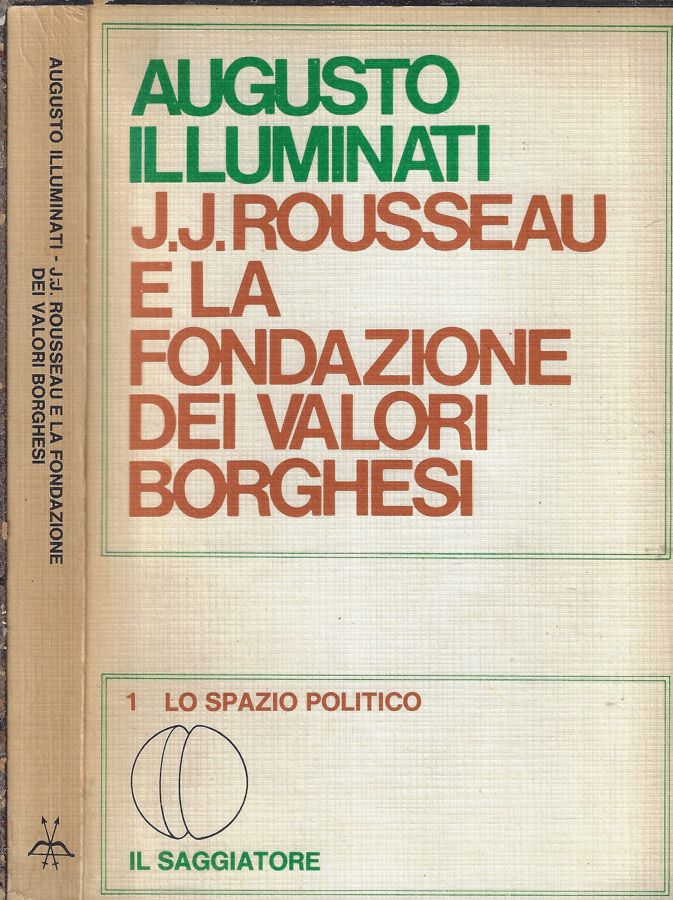 AUGUSTO ILLUMINATI - J.-J. ROUSSEAU E LA FONDAZIONE
DEI VALORI BORGHESI
AUGUSTO
ILLUMINATI
J.J. ROUSSEAU
E LA
FONDAZIONE
DEI VALORI
BORGHESI
1 LO SPAZIO POLITICO
IL SAGGIATORE